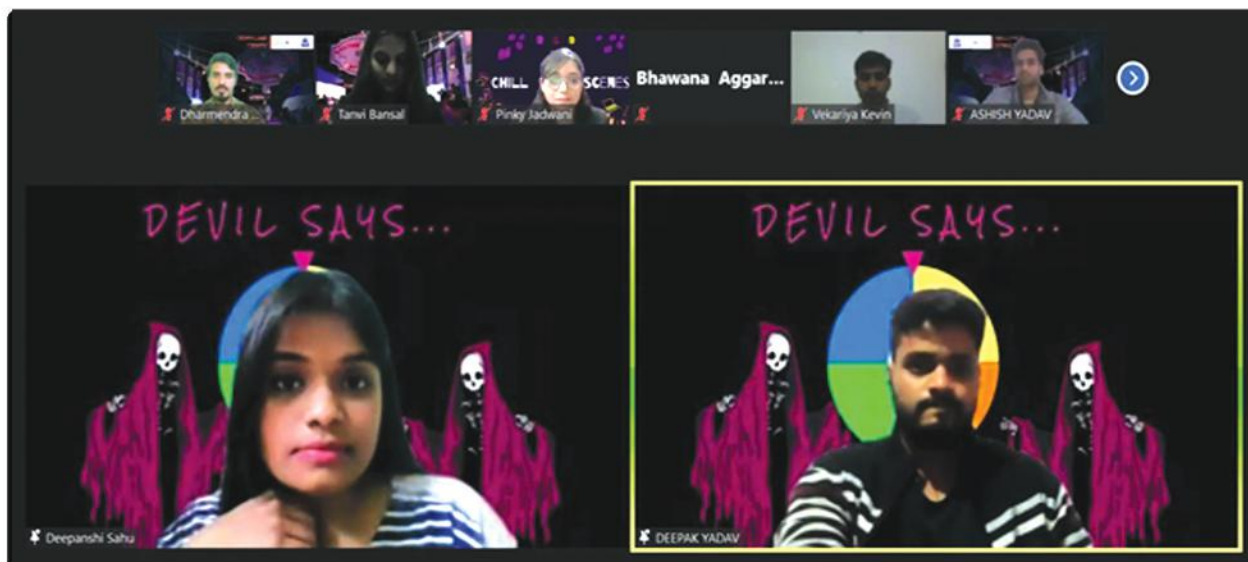 Dharmendra ...
Tanvi Bansal
CHILL SCENES
Pinky Jadwani
Bhawana Aggar...
Vekariya Kevin
ASHISH YADAV
DEVIL SAYS...
Deepanshi Sahu
DEVIL SAYS...
DEEPAK YADAV